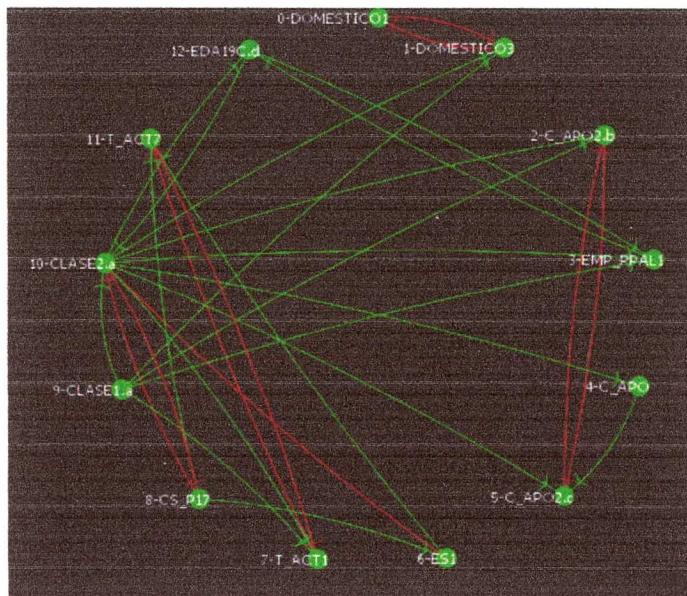 0-DOMESTICO1
1-DOMESTICO3
12-EDA19C.d
11-T_ACT7
2-C_APO2.b
10-CLASE2.a
3-EMP_PPAL1
9-CLASE1.a
4-C_APO
8-CS_P17
5-C_APO2.c
7-T_ACT1
6-ES1